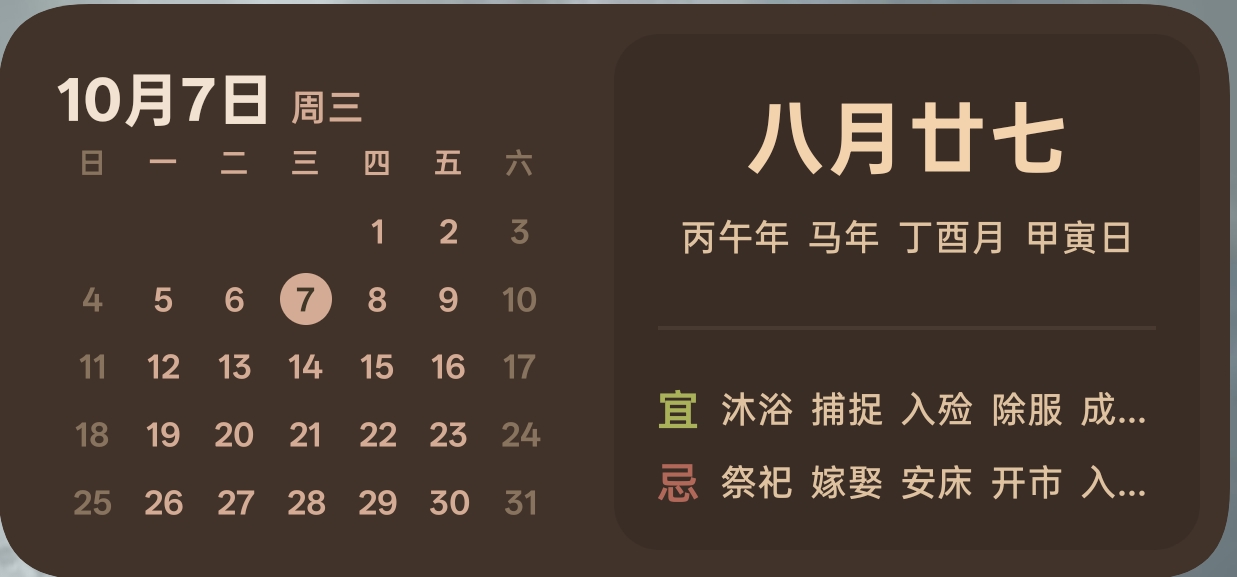 10月7日 周三
日 一 二 三 四 五 六
1 2 3
4 5 6 7 8 9 10
11 12 13 14 15 16 17
18 19 20 21 22 23 24
25 26 27 28 29 30 31
八月廿七
丙午年 马年 丁酉月 甲寅日
宜 沐浴 捕捉 入殓 除服 成...
忌 祭祀 嫁娶 安床 开市 入...